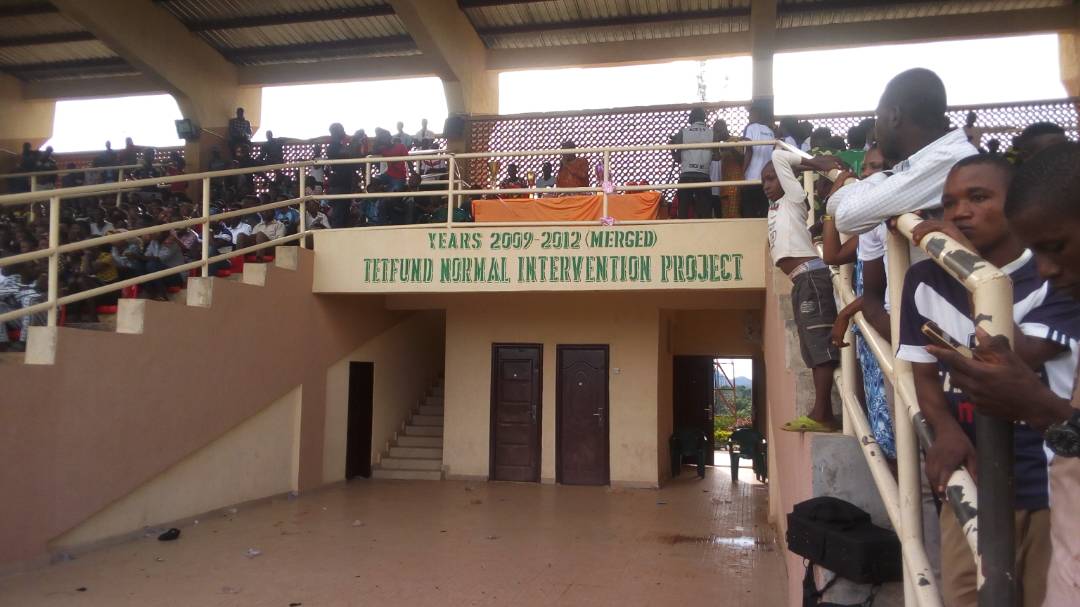 YEARS 2009-2012 (MERGED)
TETFUND NORMAL INTERVENTION PROJECT